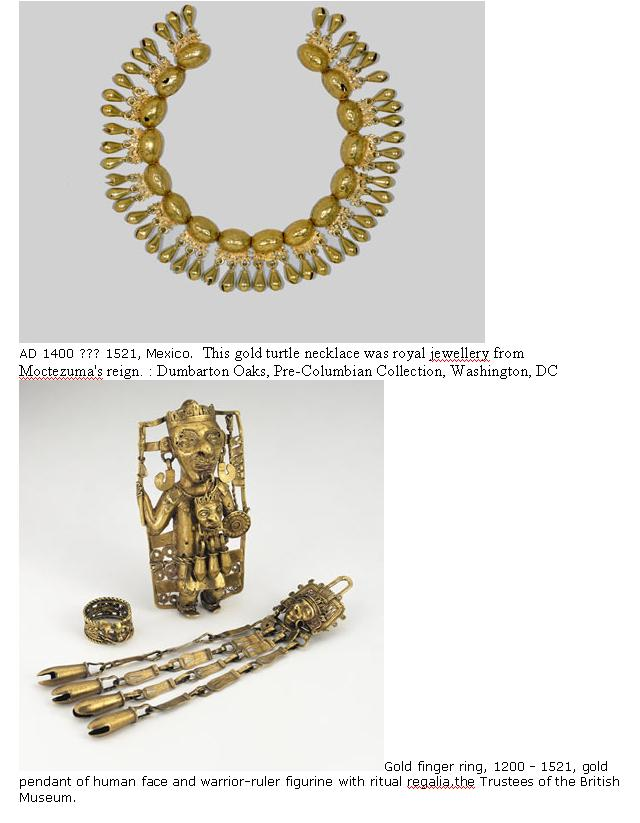 AD 1400 ??? 1521, Mexico.  This gold turtle necklace was royal jewellery from
Moctezuma's reign. : Dumbarton Oaks, Pre-Columbian Collection, Washington, DC
Gold finger ring, 1200 - 1521, gold
pendant of human face and warrior-ruler figurine with ritual regalia,the Trustees of the British
Museum.